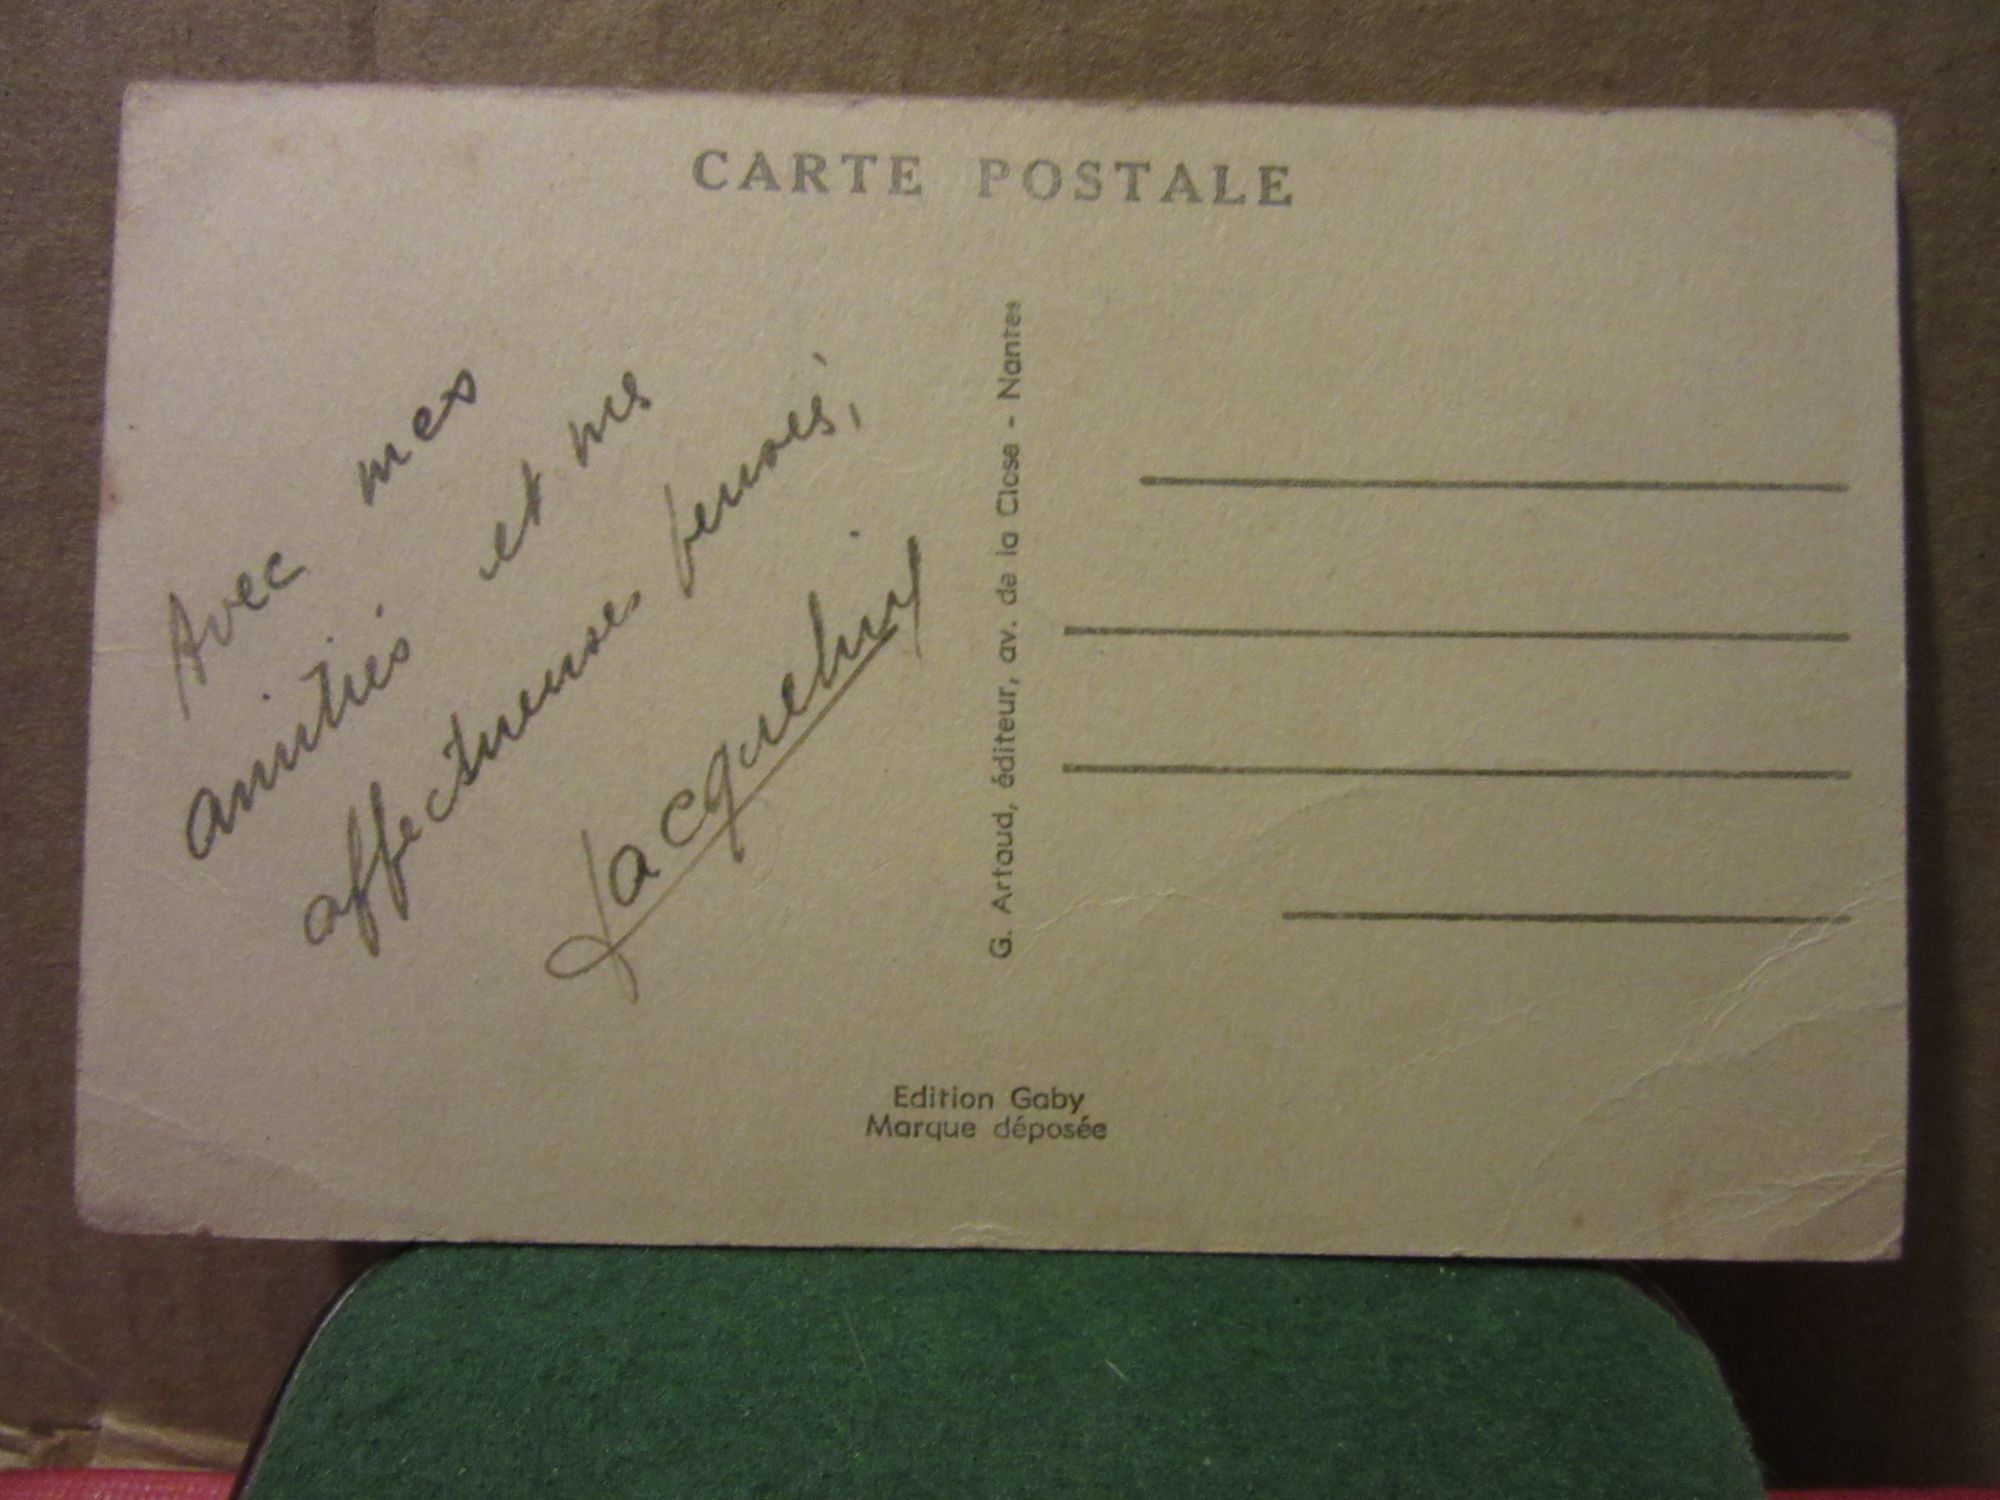 CARTE POSTALE
Avec mes
amitiés et mes
affectueuses pensées,
Jacqueline
G. Artaud, éditeur, av. de la Close - Nantes
Edition Gaby
Marque déposée